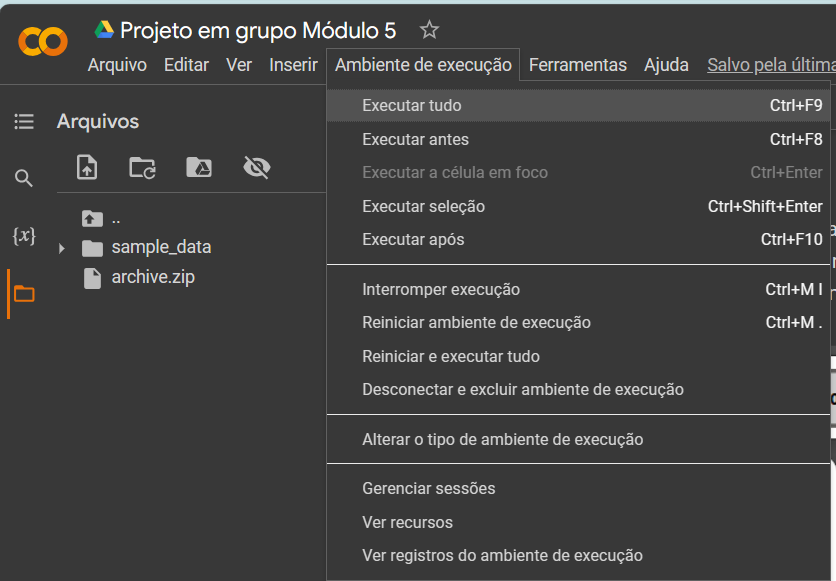 Projeto em grupo Módulo 5
Arquivo Editar Ver Inserir Ambiente de execução Ferramentas Ajuda Salvo pela última
Arquivos
{x}
..
sample_data
archive.zip
Executar tudo Ctrl+F9
Executar antes Ctrl+F8
Executar a célula em foco Ctrl+Enter
Executar seleção Ctrl+Shift+Enter
Executar após Ctrl+F10
Interromper execução Ctrl+M I
Reiniciar ambiente de execução Ctrl+M .
Reiniciar e executar tudo
Desconectar e excluir ambiente de execução
Alterar o tipo de ambiente de execução
Gerenciar sessões
Ver recursos
Ver registros do ambiente de execução